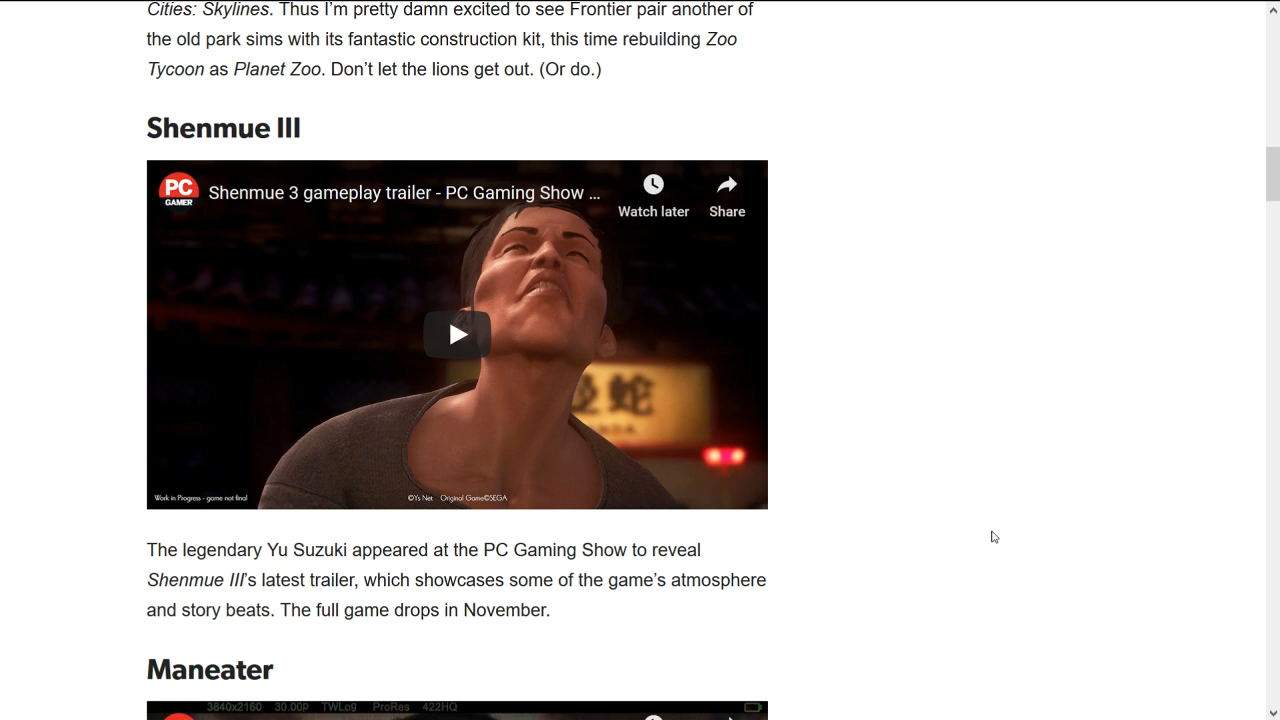 Cities: Skylines. Thus I’m pretty damn excited to see Frontier pair another of
the old park sims with its fantastic construction kit, this time rebuilding Zoo
Tycoon as Planet Zoo. Don’t let the lions get out. (Or do.)
Shenmue III
PC
GAMER
Shenmue 3 gameplay trailer - PC Gaming Show ...
Watch later
Share
蛇
Work in Progress - game not final
©Ys Net Original Game©SEGA
The legendary Yu Suzuki appeared at the PC Gaming Show to reveal
Shenmue III’s latest trailer, which showcases some of the game’s atmosphere
and story beats. The full game drops in November.
Maneater
3840x2160 30.00p TWLog ProRes 422HQ